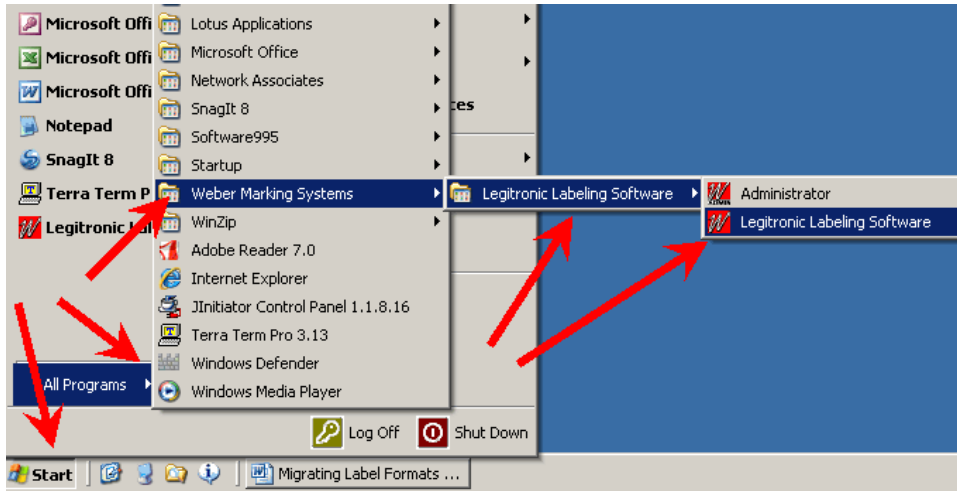 Microsoft Offi
Microsoft Offi
Microsoft Offi
Notepad
SnagIt 8
Terra Term P
Legitronic Lal
All Programs
Lotus Applications
Microsoft Office
Network Associates
SnagIt 8
Software995
Startup
Weber Marking Systems
WinZip
Adobe Reader 7.0
Internet Explorer
JInitiator Control Panel 1.1.8.16
Terra Term Pro 3.13
Windows Defender
Windows Media Player
ces
Legitronic Labeling Software
Administrator
Legitronic Labeling Software
Log Off
Shut Down
Start
Migrating Label Formats ...